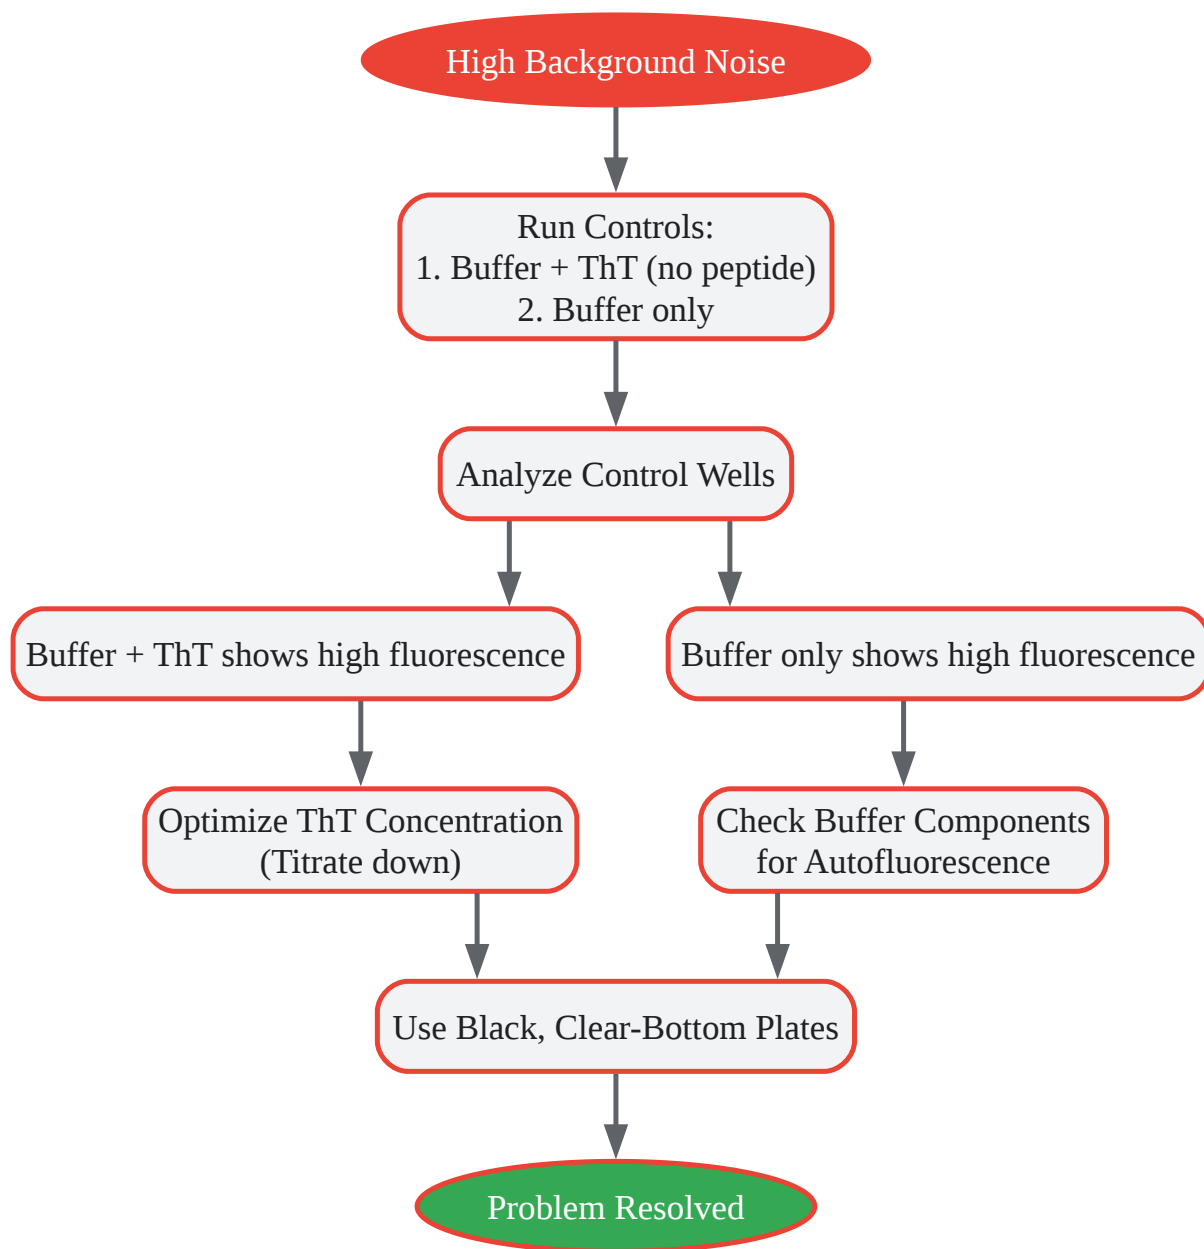 High Background Noise
Run Controls:
1. Buffer + ThT (no peptide)
2. Buffer only
Analyze Control Wells
Buffer + ThT shows high fluorescence
Buffer only shows high fluorescence
Optimize ThT Concentration
(Titrate down)
Check Buffer Components
for Autofluorescence
Use Black, Clear-Bottom Plates
Problem Resolved